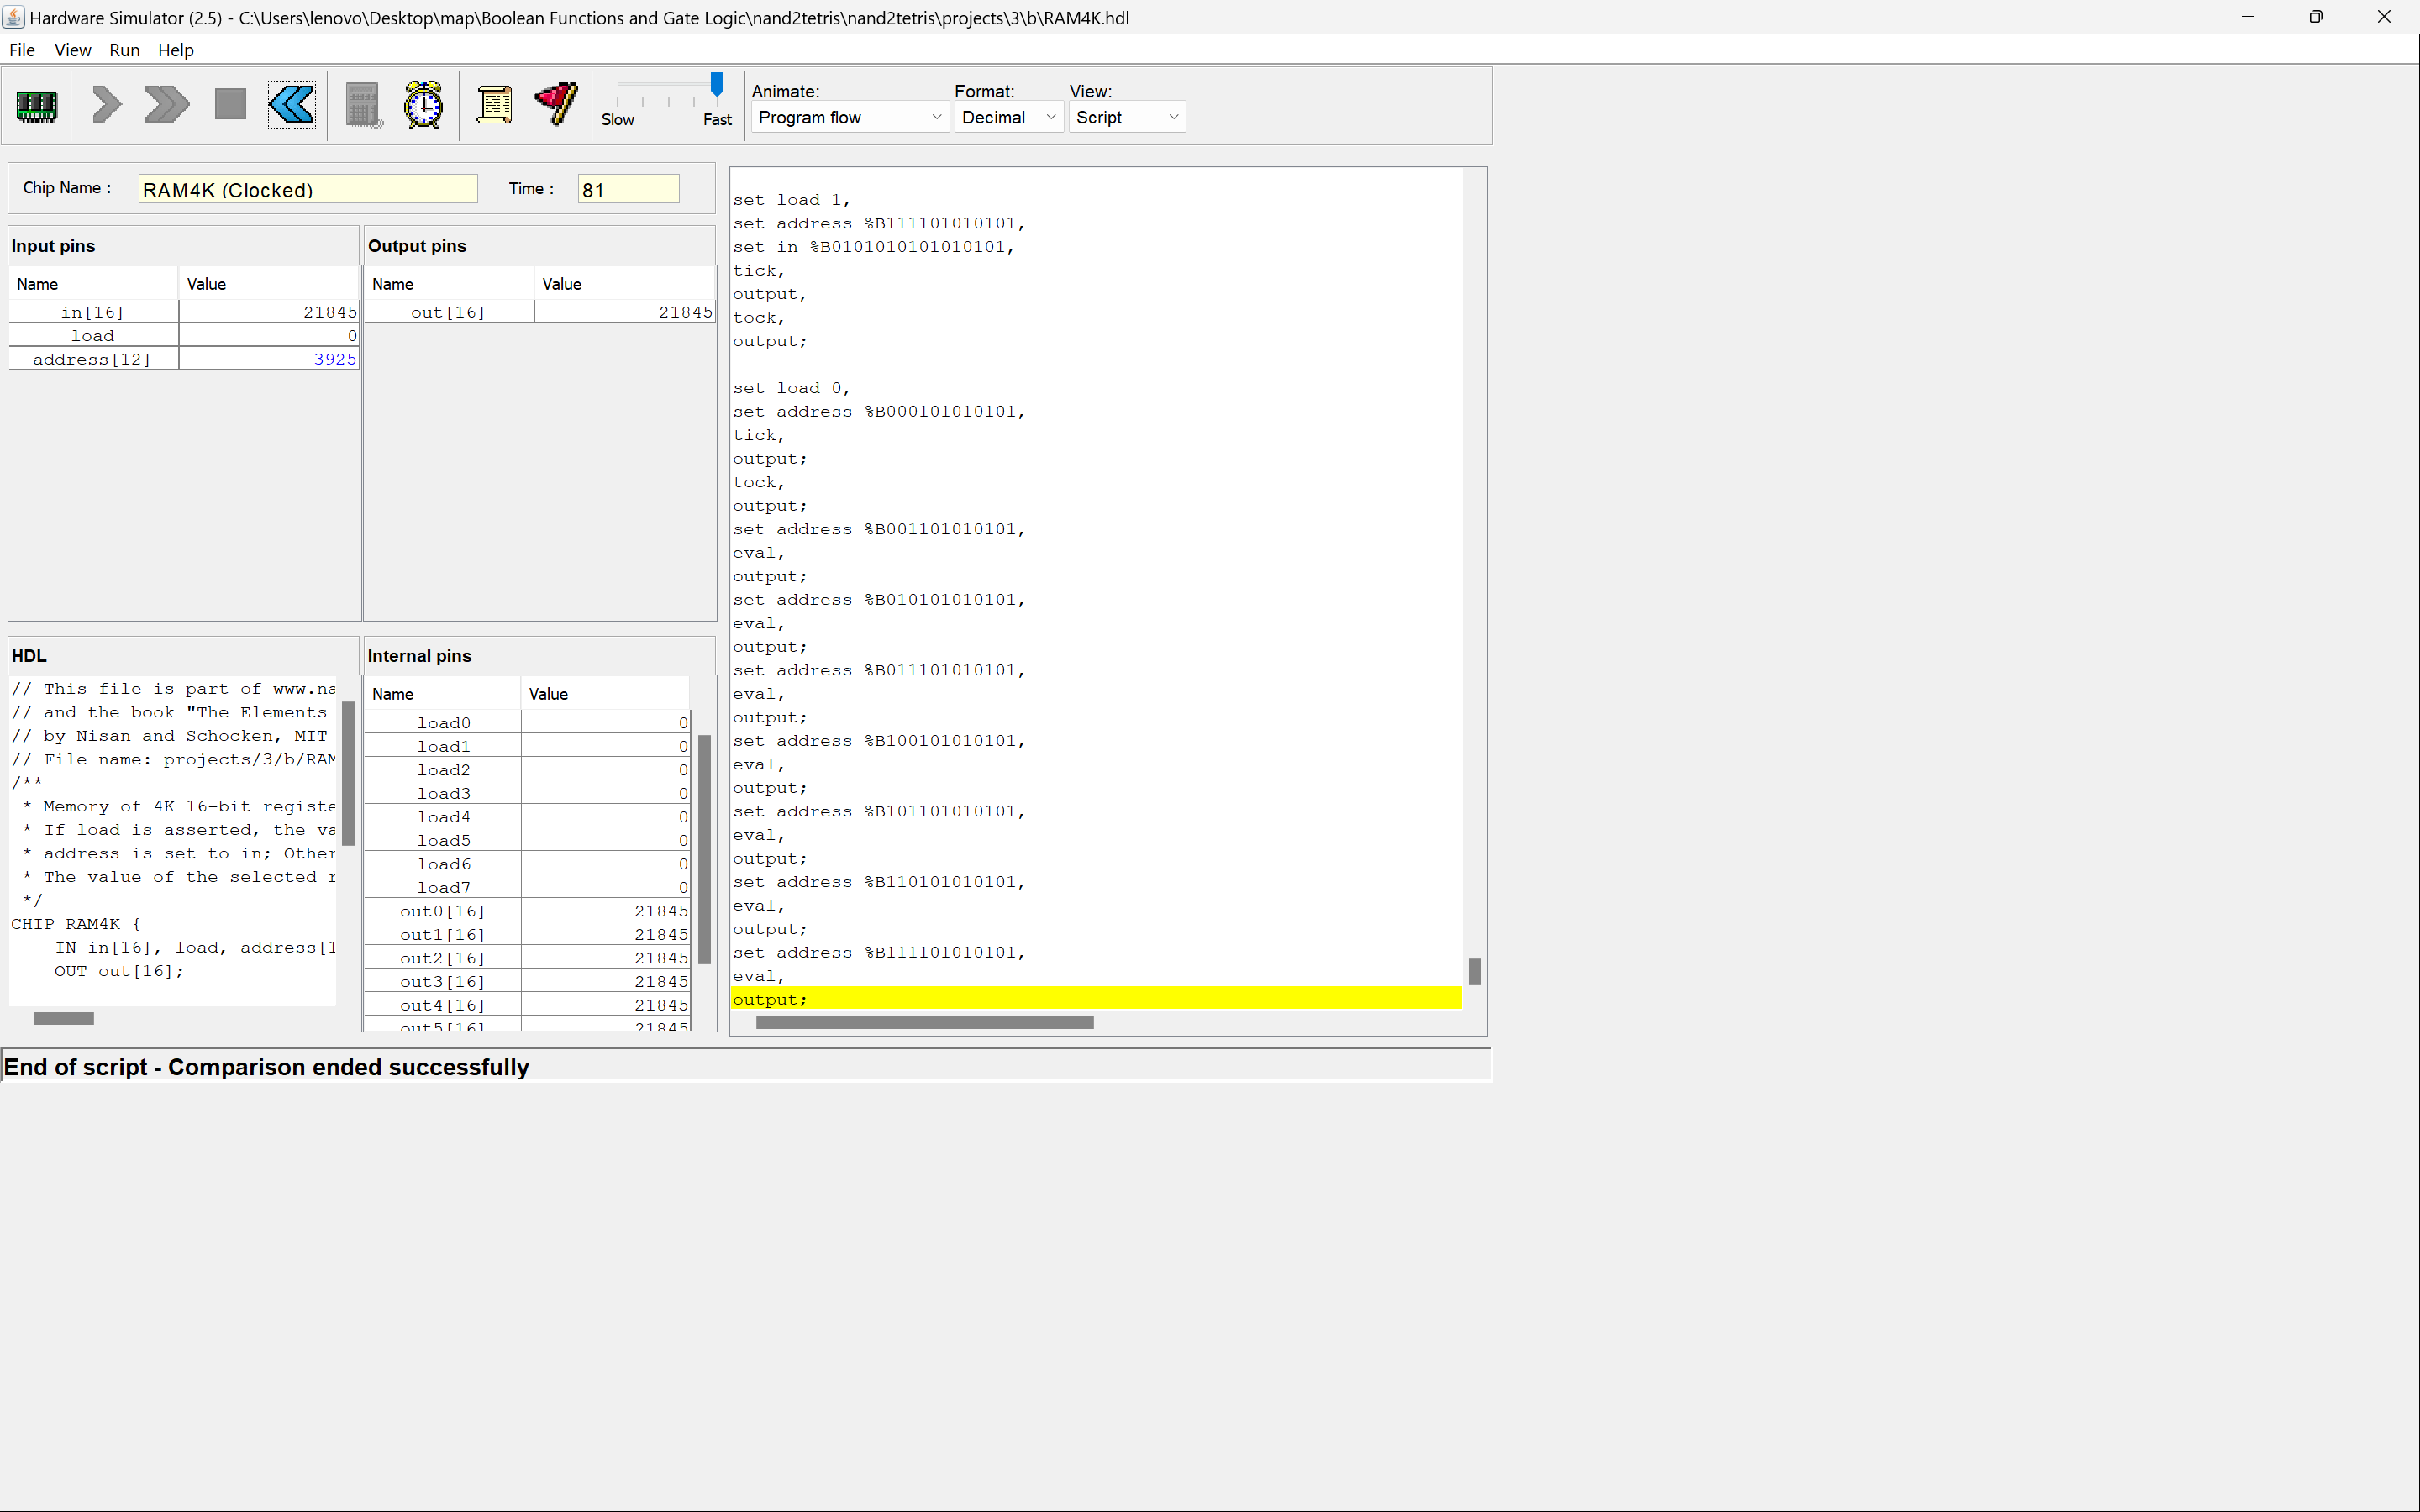 Hardware Simulator (2.5) - C:\Users\lenovo\Desktop\map\Boolean Functions and Gate Logic\nand2tetris\nand2tetris\projects\3\b\RAM4K.hdl
File View Run Help
Animate: Format: View:
Slow Fast Program flow Decimal Script
Chip Name : RAM4K (Clocked) Time : 81
Input pins
Name Value
in[16] 21845
load 0
address[12] 3925
Output pins
Name Value
out[16] 21845
HDL
// This file is part of www.na
// and the book "The Elements
// by Nisan and Schocken, MIT
// File name: projects/3/b/RAM
/**
* Memory of 4K 16-bit registe
* If load is asserted, the va
* address is set to in; Other
* The value of the selected r
*/
CHIP RAM4K {
IN in[16], load, address[1
OUT out[16];
Internal pins
Name Value
load0 0
load1 0
load2 0
load3 0
load4 0
load5 0
load6 0
load7 0
out0[16] 21845
out1[16] 21845
out2[16] 21845
out3[16] 21845
out4[16] 21845
out5[16] 21845
set load 1,
set address %B111101010101,
set in %B0101010101010101,
tick,
output,
tock,
output;
set load 0,
set address %B000101010101,
tick,
output;
tock,
output;
set address %B001101010101,
eval,
output;
set address %B010101010101,
eval,
output;
set address %B011101010101,
eval,
output;
set address %B100101010101,
eval,
output;
set address %B101101010101,
eval,
output;
set address %B110101010101,
eval,
output;
set address %B111101010101,
eval,
output;
End of script - Comparison ended successfully